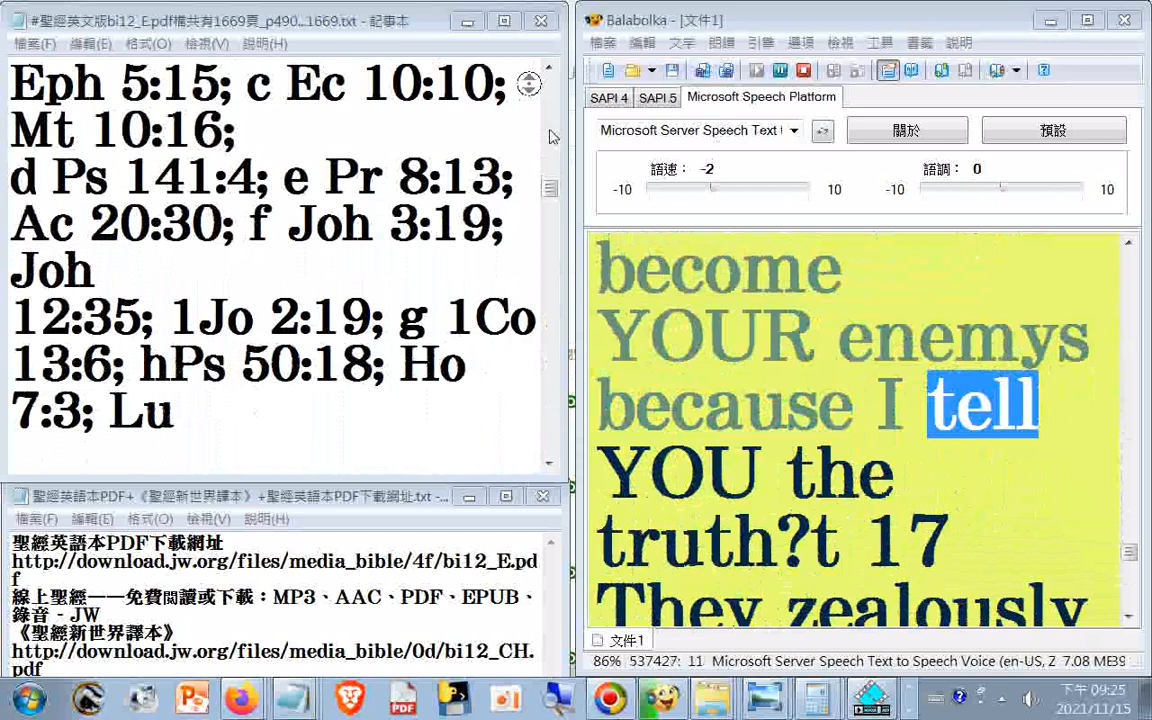 #聖經英文版bi12_E.pdf檔共有1669頁_p490...1669.txt - 記事本
檔案(F) 編輯(E) 格式(O) 檢視(V) 說明(H)
Eph 5:15; c Ec 10:10;
Mt 10:16;
d Ps 141:4; e Pr 8:13;
Ac 20:30; f Joh 3:19;
Joh
12:35; 1Jo 2:19; g 1Co
13:6; hPs 50:18; Ho
7:3; Lu
聖經英語本PDF+《聖經新世界譯本》+聖經英語本PDF下載網址.txt - ...
檔案(F) 編輯(E) 格式(O) 檢視(V) 說明(H)
聖經英語本PDF下載網址
http://download.jw.org/files/media_bible/4f/bi12_E.pd
f
線上聖經——免費閱讀或下載：MP3、AAC、PDF、EPUB、
錄音 - JW
《聖經新世界譯本》
http://download.jw.org/files/media_bible/0d/bi12_CH.
pdf
Balabolka - [文件1]
檔案 編輯 文字 朗讀 引擎 選項 檢視 工具 書籤 說明
SAPI 4 SAPI 5 Microsoft Speech Platform
Microsoft Server Speech Text 關於 預設
語速： -2 語調： 0
-10 10 -10 10
become
YOUR enemys
because I tell
YOU the
truth?t 17
They zealously
文件1
86% 537427: 11 Microsoft Server Speech Text to Speech Voice (en-US, Z 7.08 ME
PDF
下午 09:25
2021/11/15